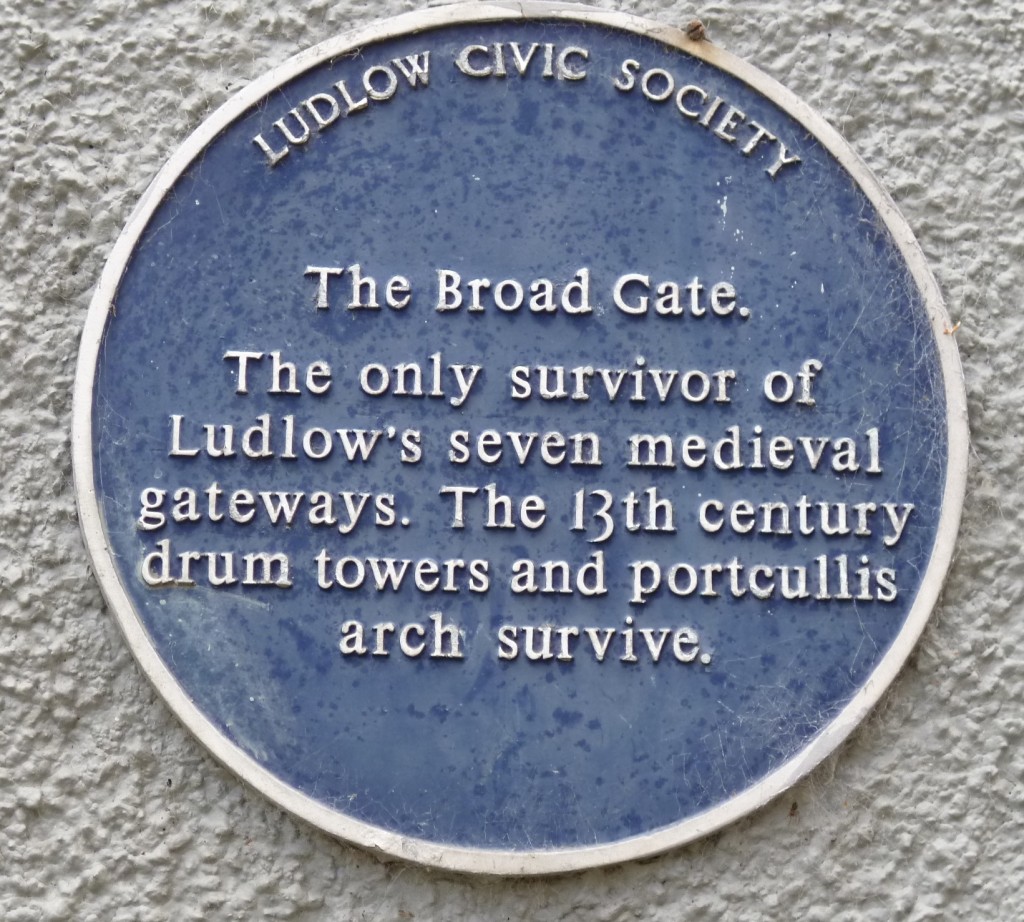 LUDLOW CIVIC SOCIETY
The Broad Gate.
The only survivor of
Ludlow's seven medieval
gateways. The 13th century
drum towers and portcullis
arch survive.